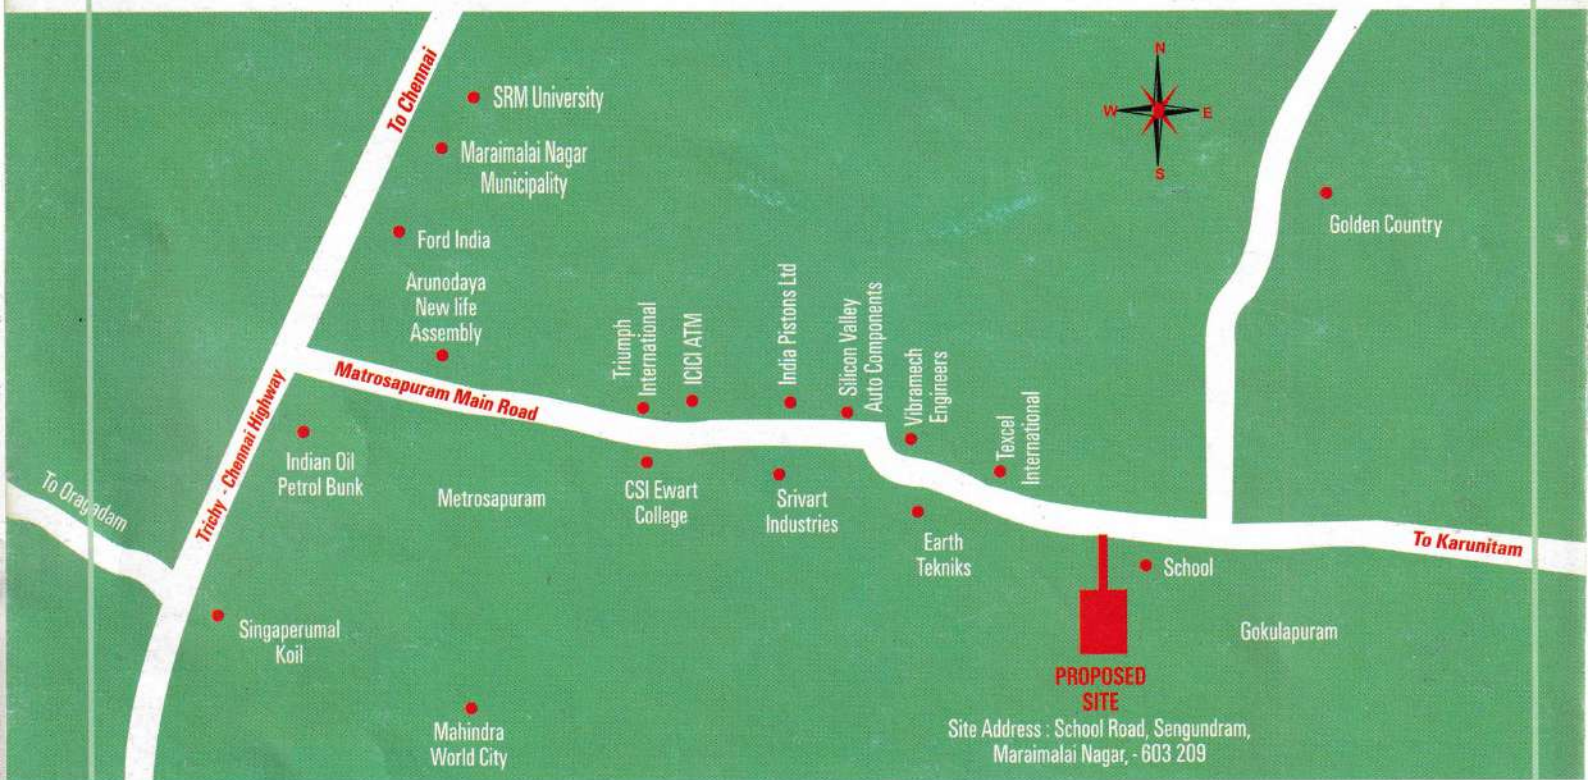 To Chennai
SRM University
Maraimalai Nagar
Municipality
Ford India
Arunodaya
New life
Assembly
N
W
E
S
Golden Country
Matrosapuram Main Road
Trichy - Chennai Highway
To Oragadam
Indian Oil
Petrol Bunk
Metrosapuram
Triumph
International
ICICI ATM
India Pistons Ltd
Silicon Valley
Auto Components
Vibramech
Engineers
Texcel
International
CSI Ewart
College
Srivart
Industries
Earth
Tekniks
To Karunitam
School
Gokulapuram
Singaperumal
Koil
Mahindra
World City
PROPOSED
SITE
Site Address : School Road, Sengundram,
Maraimalai Nagar, - 603 209